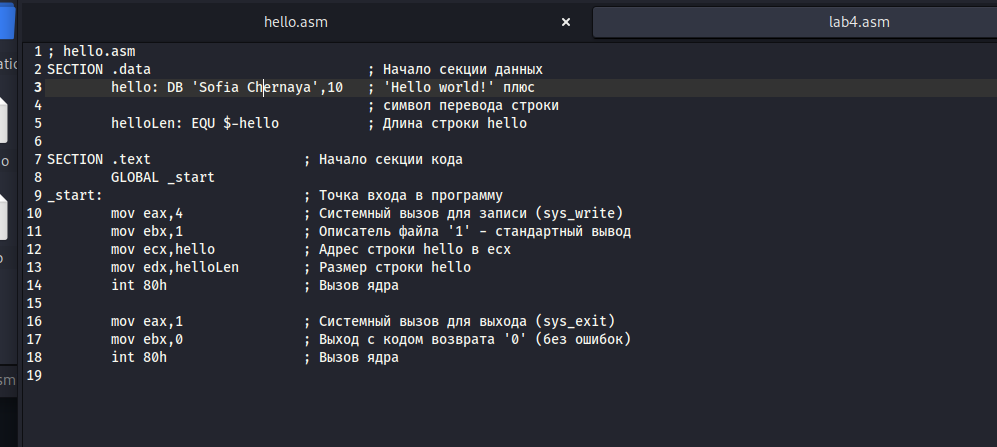 hello.asm × lab4.asm
1 ; hello.asm
2 SECTION .data ; Начало секции данных
3 hello: DB 'Sofia Chernaya',10 ; 'Hello world!' плюс
4 ; символ перевода строки
5 helloLen: EQU $-hello ; Длина строки hello
6
7 SECTION .text ; Начало секции кода
8 GLOBAL _start
9 _start: ; Точка входа в программу
10 mov eax,4 ; Системный вызов для записи (sys_write)
11 mov ebx,1 ; Описатель файла '1' - стандартный вывод
12 mov ecx,hello ; Адрес строки hello в ecx
13 mov edx,helloLen ; Размер строки hello
14 int 80h ; Вызов ядра
15
16 mov eax,1 ; Системный вызов для выхода (sys_exit)
17 mov ebx,0 ; Выход с кодом возврата '0' (без ошибок)
18 int 80h ; Вызов ядра
19